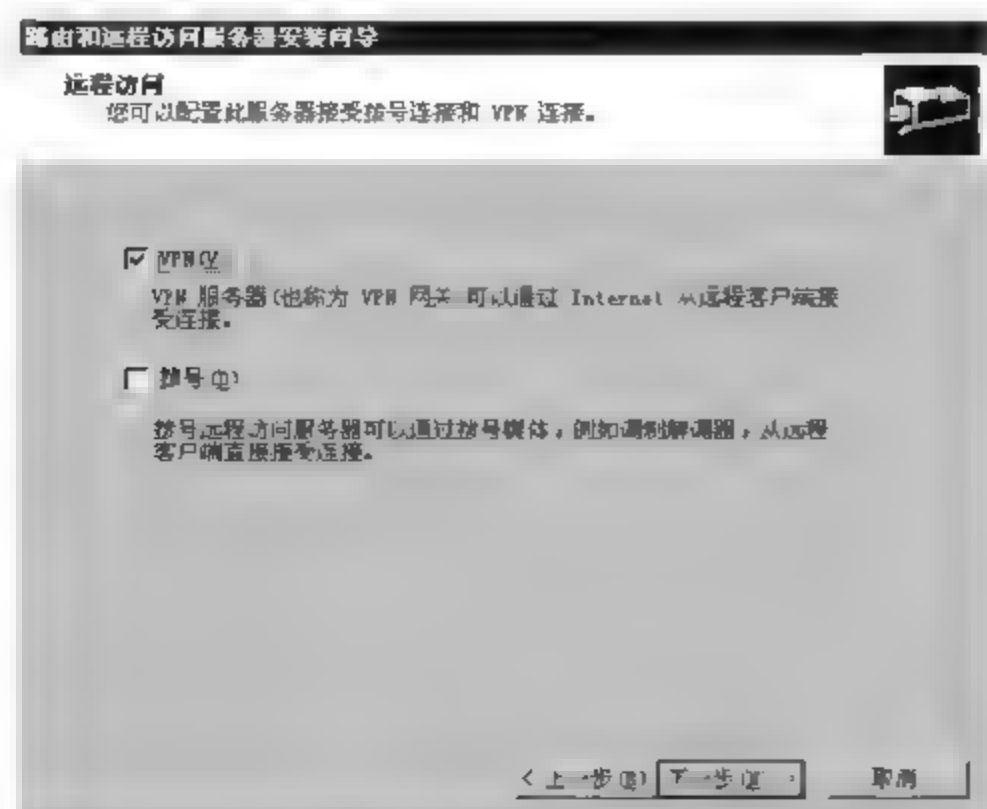 路由和远程访问服务器安装向导
远程访问
您可以配置此服务器接受拨号连接和 VPN 连接。
VPN(V)
VPN 服务器(也称为 VPN 网关)可以通过 Internet 从远程客户端接
受连接。
拨号(D)
拨号远程访问服务器可以通过拨号媒体，例如调制解调器，从远程
客户端直接接受连接。
< 上一步(B) 下一步(N) > 取消